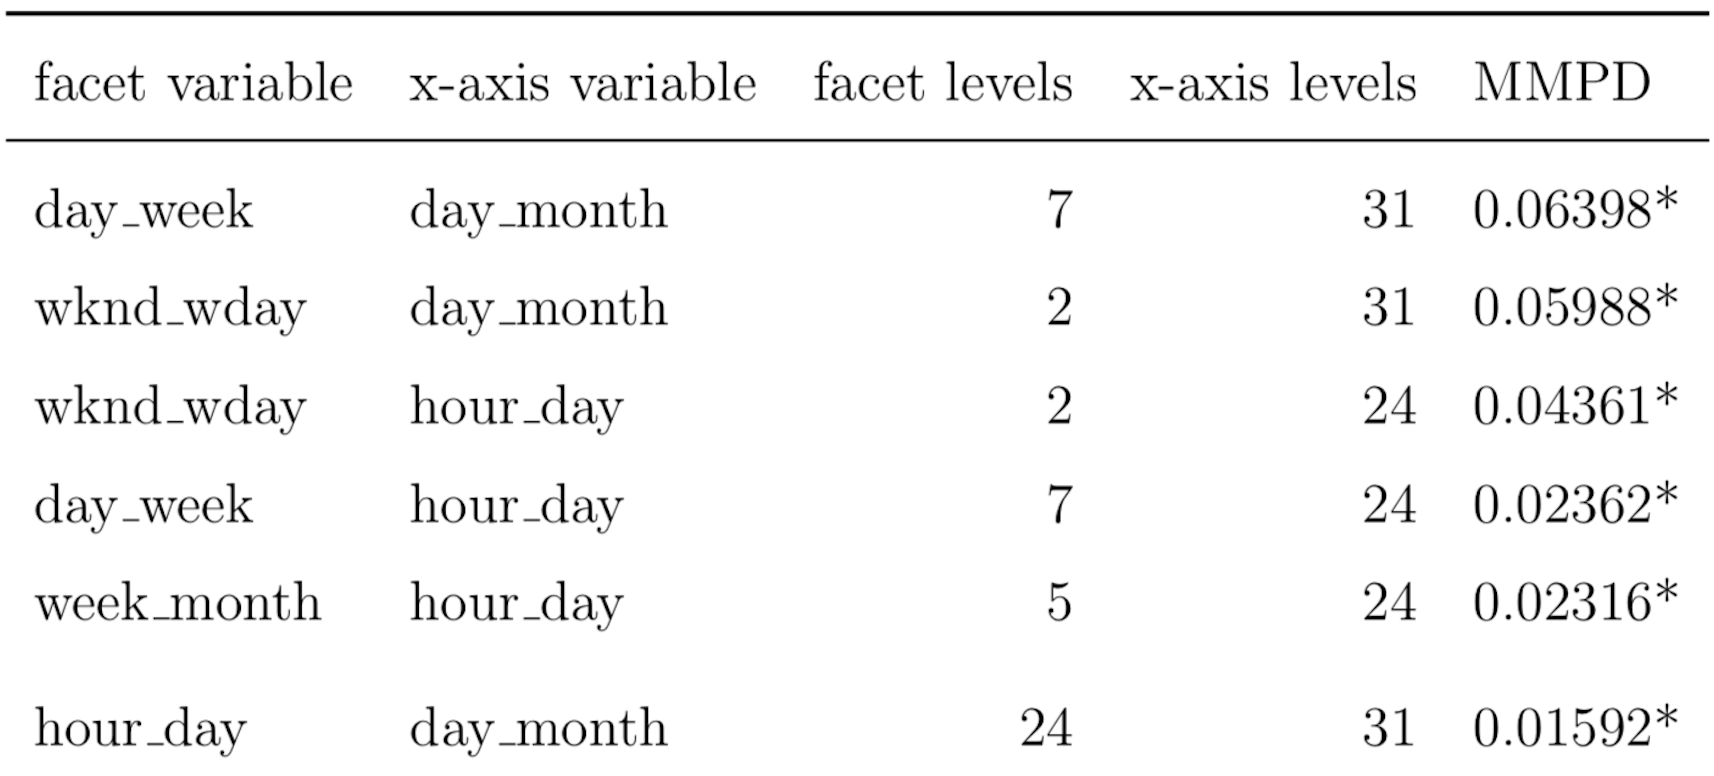 facet variable x-axis variable facet levels x-axis levels MMPD
day_week day_month 7 31 0.06398*
wknd_wday day_month 2 31 0.05988*
wknd_wday hour_day 2 24 0.04361*
day_week hour_day 7 24 0.02362*
week_month hour_day 5 24 0.02316*
hour_day day_month 24 31 0.01592*